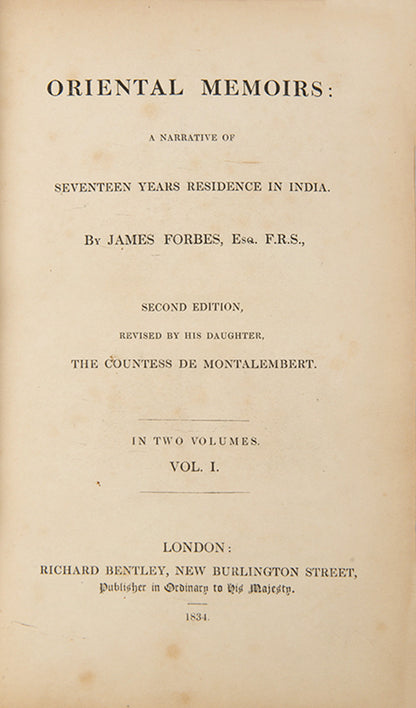 ORIENTAL MEMOIRS:
A NARRATIVE OF
SEVENTEEN YEARS RESIDENCE IN INDIA.
By JAMES FORBES, Esq. F.R.S.,
SECOND EDITION,
REVISED BY HIS DAUGHTER,
THE COUNTESS DE MONTALEMBERT.
IN TWO VOLUMES.
VOL. I.
LONDON:
RICHARD BENTLEY, NEW BURLINGTON STREET,
Publisher in Ordinary to His Majesty.
1834.